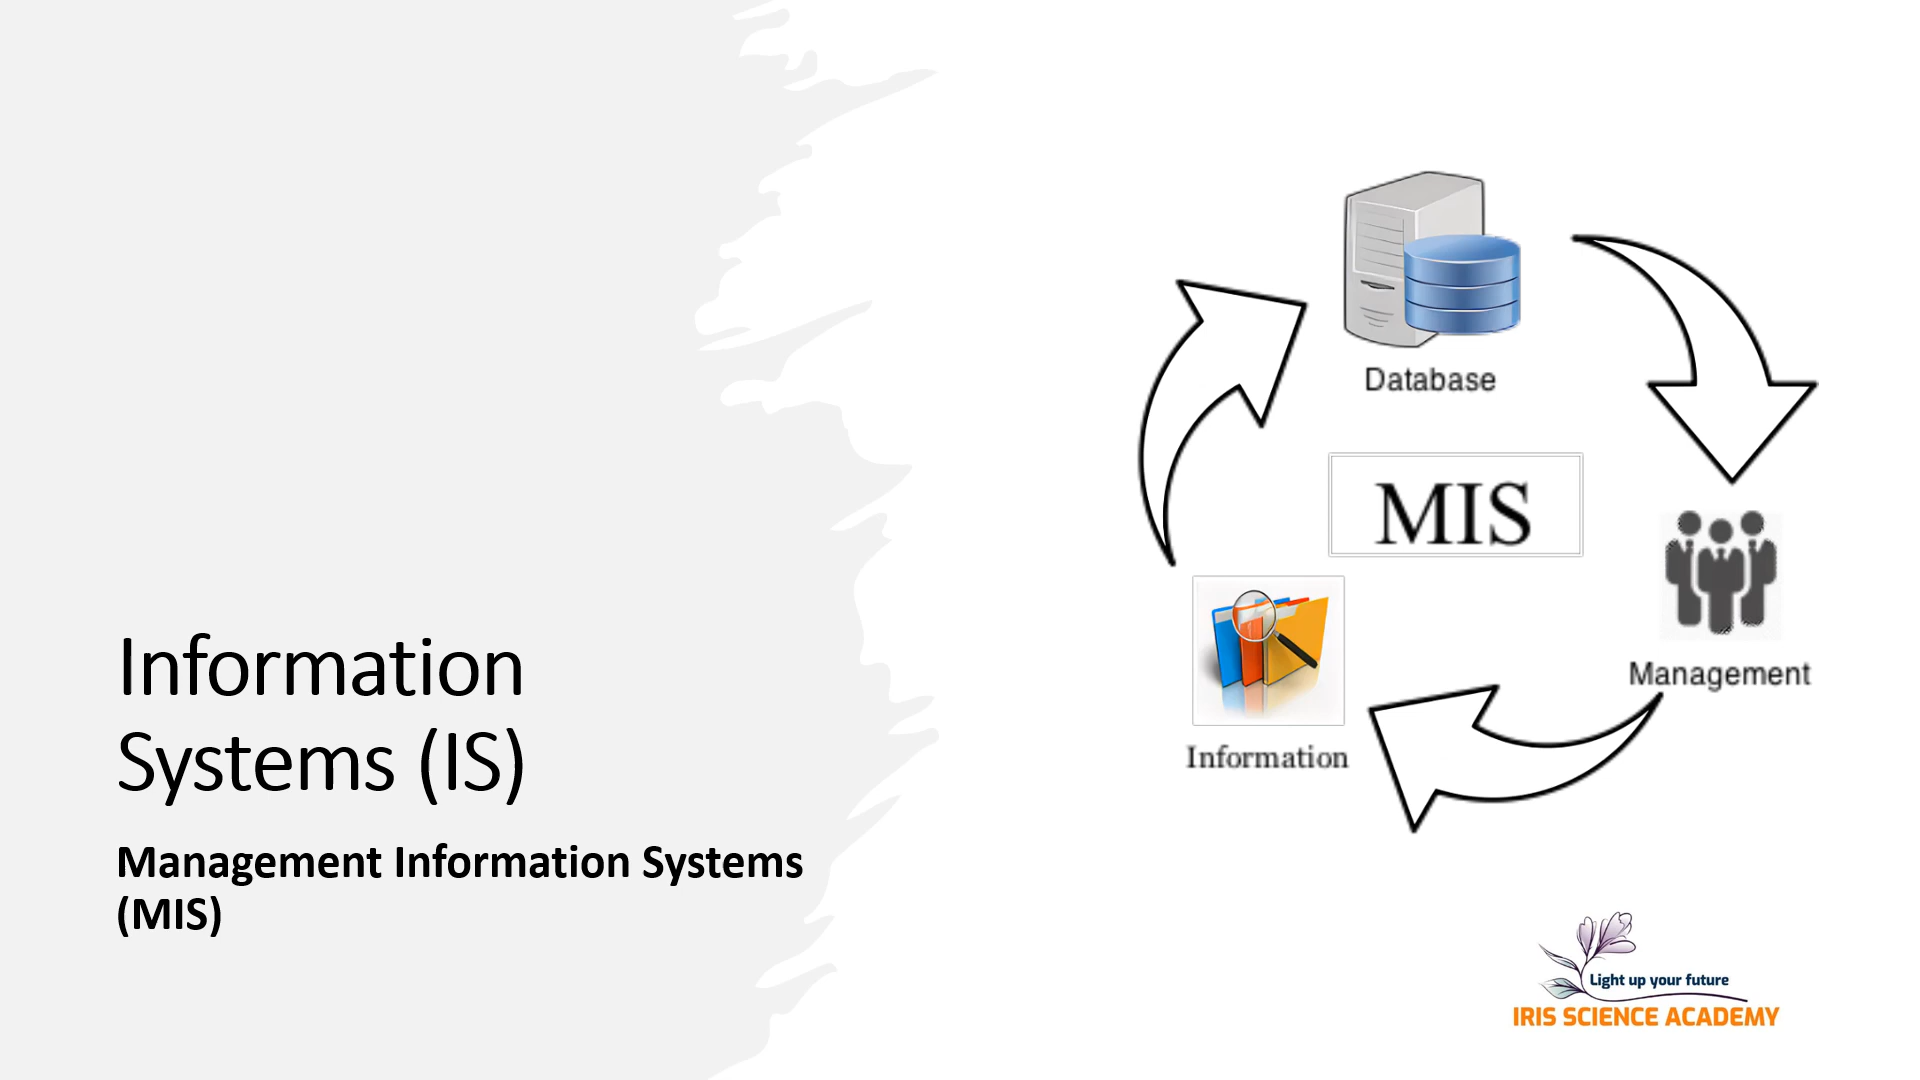 Information
Systems (IS)
Management Information Systems
(MIS)
Database
MIS
Management
Information
Light up your future
IRIS SCIENCE ACADEMY